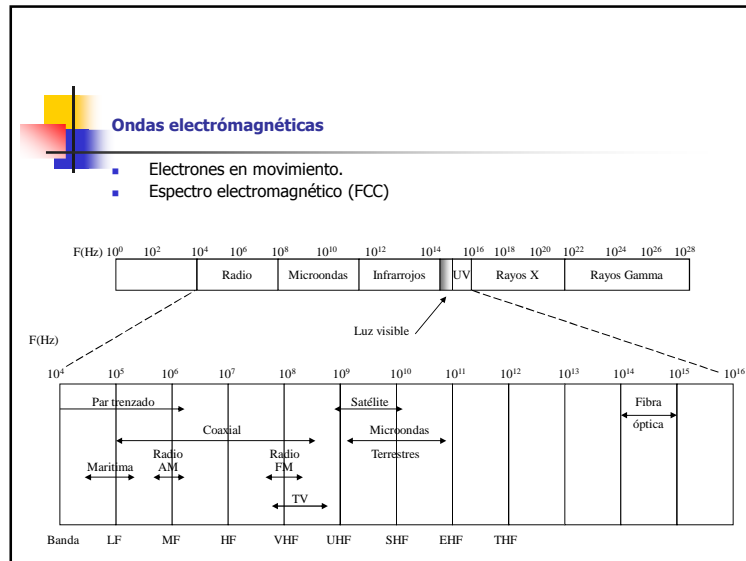 Ondas electrómagnéticas
Electrones en movimiento.
Espectro electromagnético (FCC)
F(Hz) 10⁰ 10² 10⁴ 10⁶ 10⁸ 10¹⁰ 10¹² 10¹⁴ 10¹⁶ 10¹⁸ 10²⁰ 10²² 10²⁴ 10²⁶ 10²⁸
Radio Microondas Infrarrojos UV Rayos X Rayos Gamma
Luz visible
F(Hz)
10⁴ 10⁵ 10⁶ 10⁷ 10⁸ 10⁹ 10¹⁰ 10¹¹ 10¹² 10¹³ 10¹⁴ 10¹⁵ 10¹⁶
Par trenzado Satélite Fibra
óptica
Coaxial Microondas
Terrestres
Maritima Radio AM Radio FM
TV
Banda LF MF HF VHF UHF SHF EHF THF